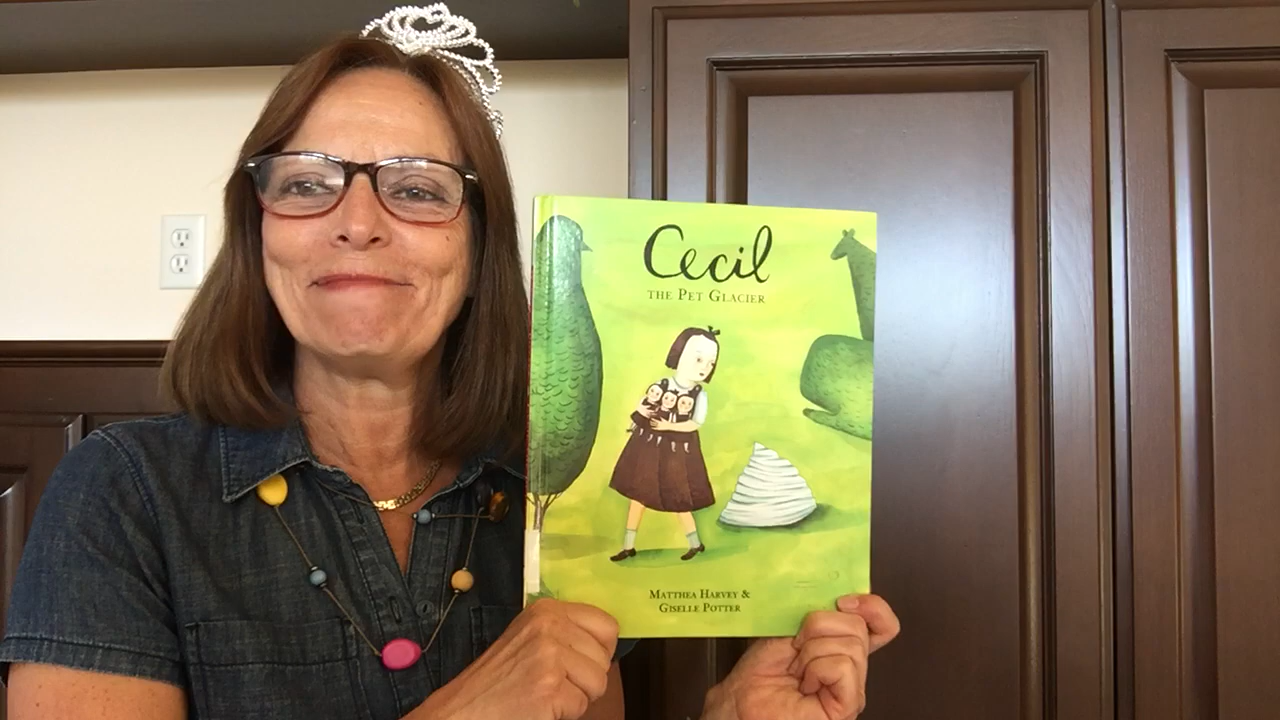 Cecil
THE PET GLACIER
MATTHEA HARVEY &
GISELLE POTTER